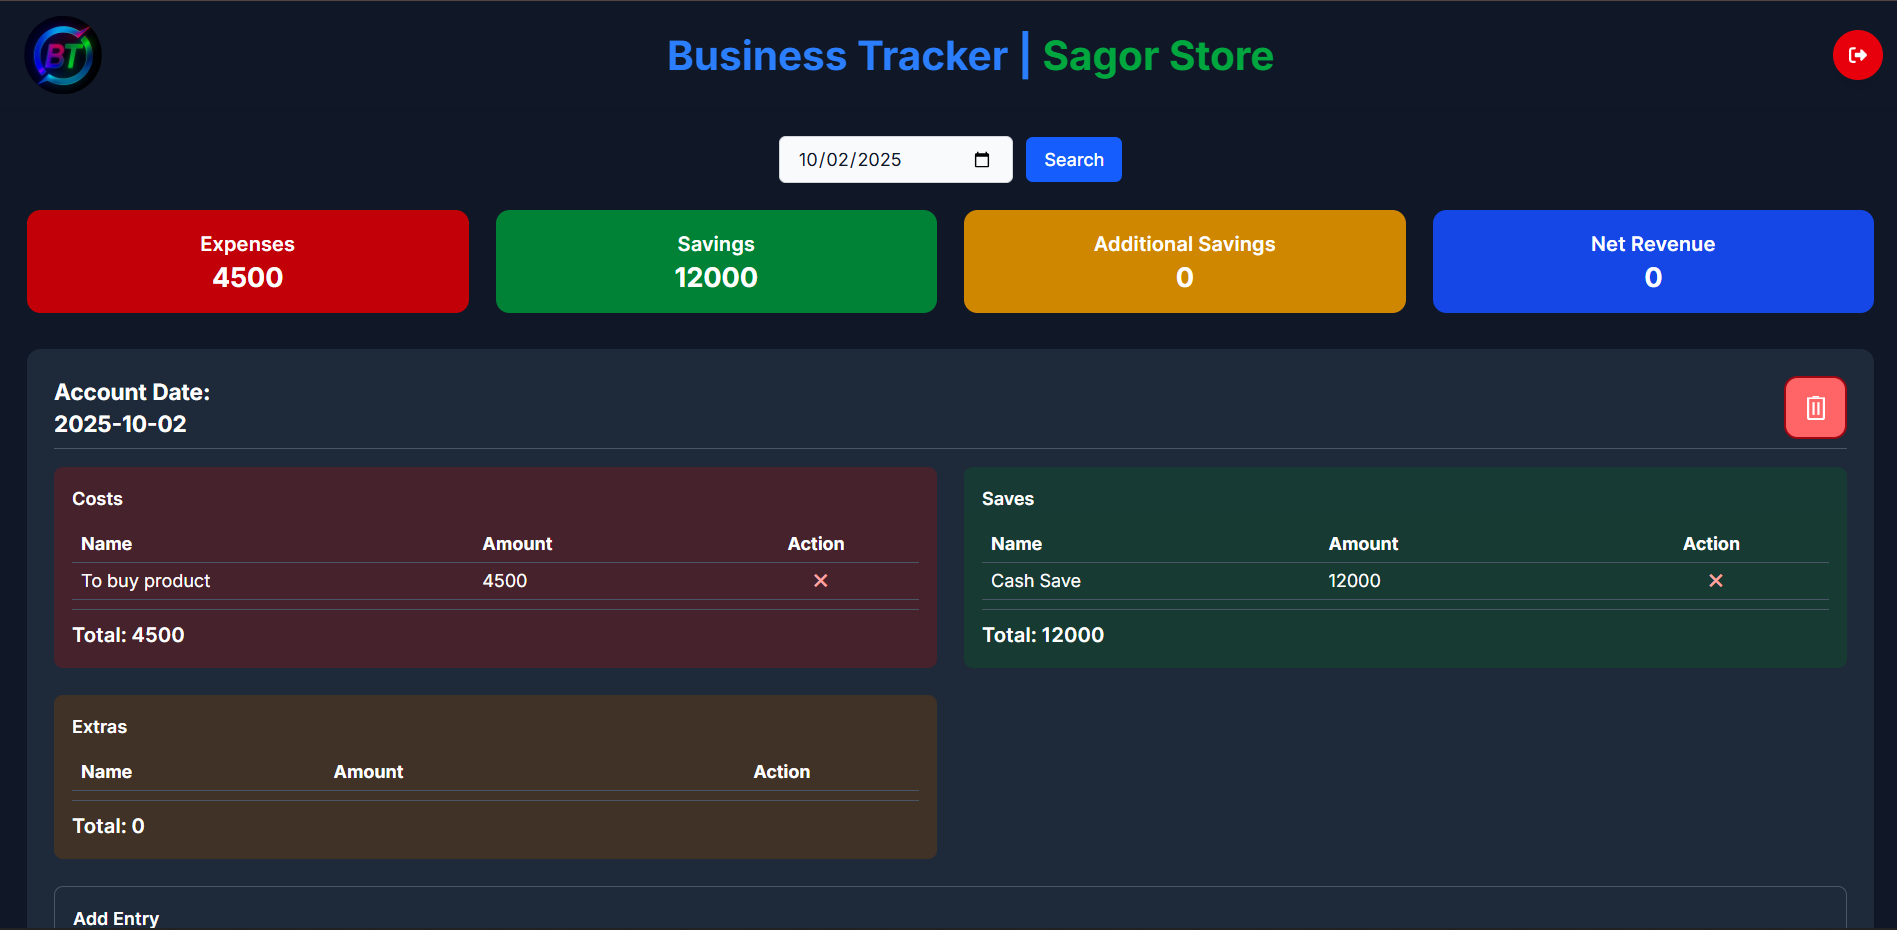 BT
Business Tracker | Sagor Store
10/02/2025
Search
Expenses
4500
Savings
12000
Additional Savings
0
Net Revenue
0
Account Date:
2025-10-02
Costs
Name Amount Action
To buy product 4500 ✕
Total: 4500
Saves
Name Amount Action
Cash Save 12000 ✕
Total: 12000
Extras
Name Amount Action
Total: 0
Add Entry